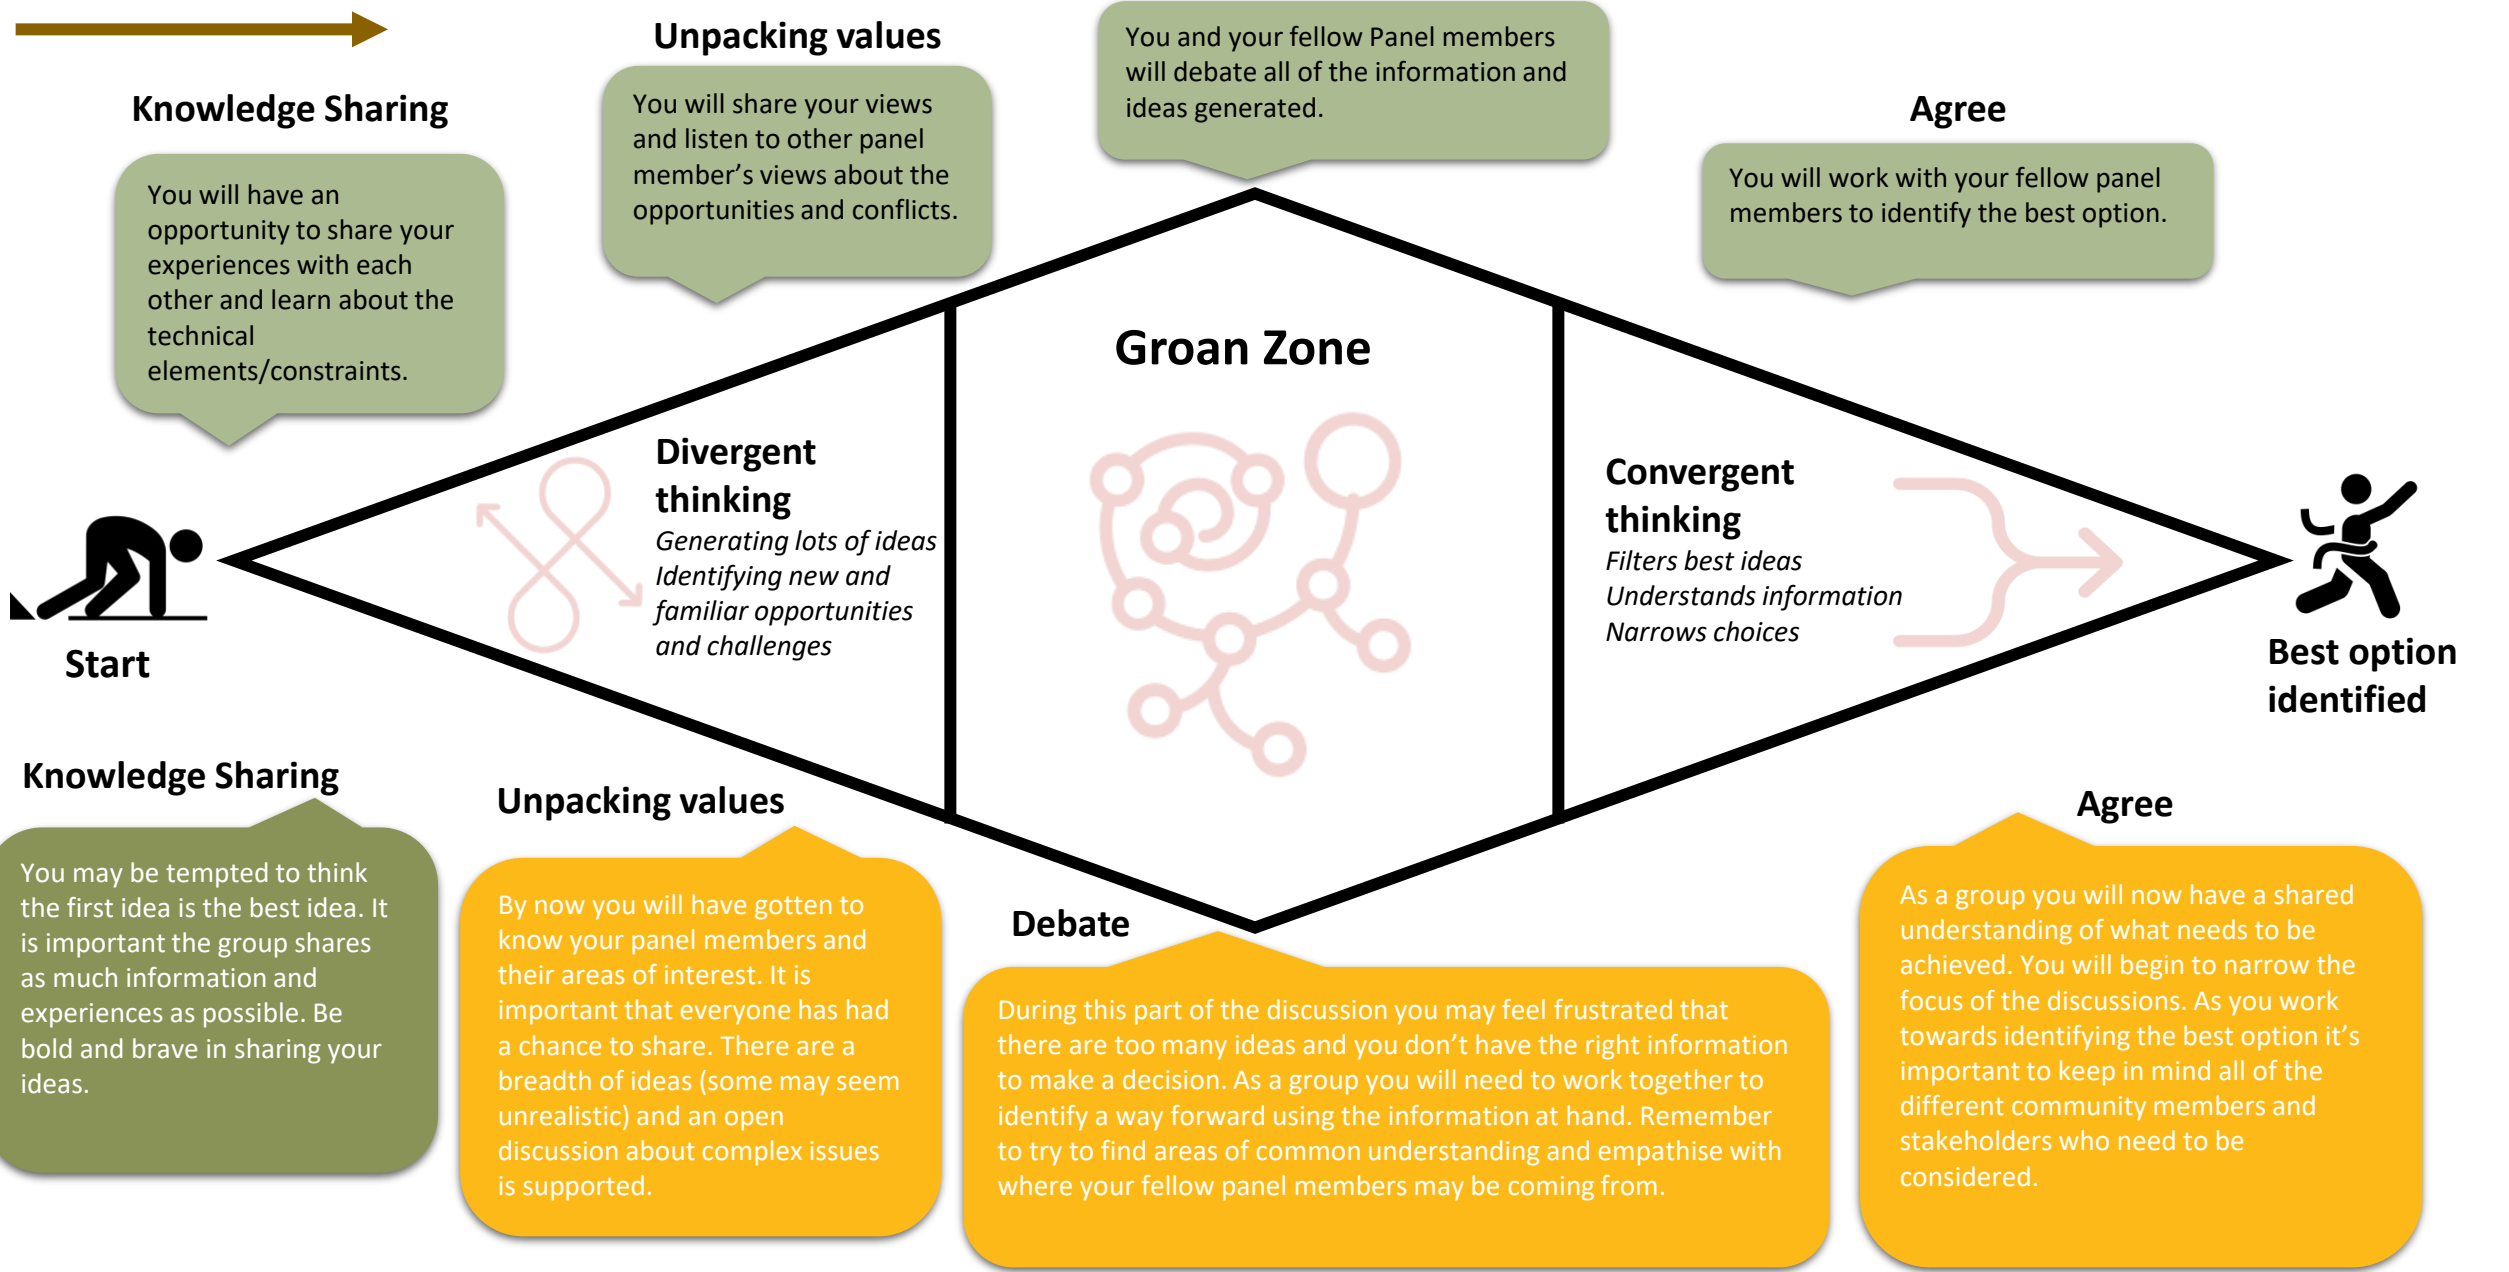 Knowledge Sharing
You will have an
opportunity to share your
experiences with each
other and learn about the
technical
elements/constraints.
Unpacking values
You will share your views
and listen to other panel
member’s views about the
opportunities and conflicts.
You and your fellow Panel members
will debate all of the information and
ideas generated.
Agree
You will work with your fellow panel
members to identify the best option.
Start
Divergent
thinking
Generating lots of ideas
Identifying new and
familiar opportunities
and challenges
Groan Zone
Convergent
thinking
Filters best ideas
Understands information
Narrows choices
Best option
identified
Knowledge Sharing
You may be tempted to think
the first idea is the best idea. It
is important the group shares
as much information and
experiences as possible. Be
bold and brave in sharing your
ideas.
Unpacking values
By now you will have gotten to
know your panel members and
their areas of interest. It is
important that everyone has had
a chance to share. There are a
breadth of ideas (some may seem
unrealistic) and an open
discussion about complex issues
is supported.
Debate
During this part of the discussion you may feel frustrated that
there are too many ideas and you don’t have the right information
to make a decision. As a group you will need to work together to
identify a way forward using the information at hand. Remember
to try to find areas of common understanding and empathise with
where your fellow panel members may be coming from.
Agree
As a group you will now have a shared
understanding of what needs to be
achieved. You will begin to narrow the
focus of the discussions. As you work
towards identifying the best option it’s
important to keep in mind all of the
different community members and
stakeholders who need to be
considered.